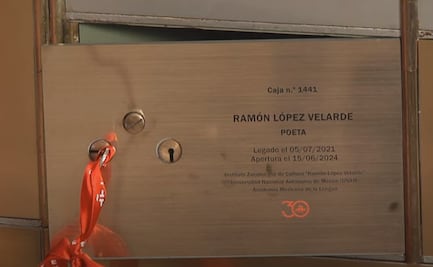 Caja n.º 1441
RAMÓN LÓPEZ VELARDE
POETA
Legado el 05/07/2021
Apertura el 15/06/2024
Instituto Zacatecano de Cultura "Ramón López Velarde"
Universidad Nacional Autónoma de México (UNAM)
Academia Mexicana de la Lengua
30